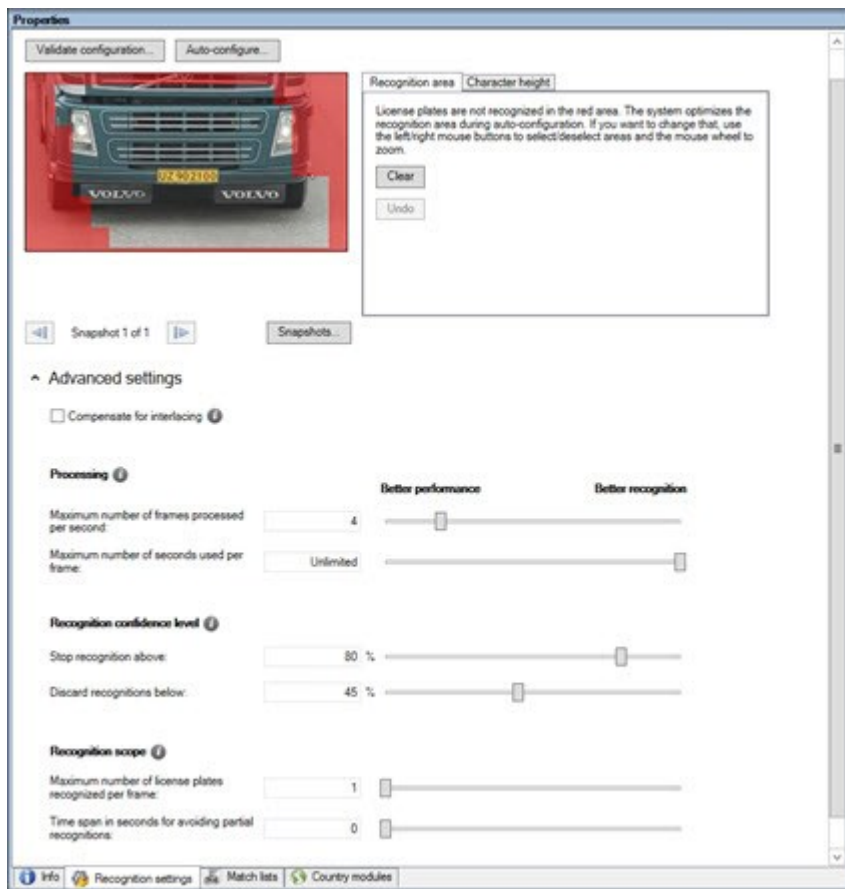 Properties
Validate configuration...
Auto-configure...
UZ 902100
VOLVO
VOLVO
Recognition area
Character height
License plates are not recognized in the red area. The system optimizes the
recognition area during auto-configuration. If you want to change that, use
the left/right mouse buttons to select/deselect areas and the mouse wheel to
zoom.
Clear
Undo
Snapshot 1 of 1
Snapshots...
Advanced settings
Compensate for interlacing
Processing
Better performance
Better recognition
Maximum number of frames processed
per second:
4
Maximum number of seconds used per
frame:
Unlimited
Recognition confidence level
Stop recognition above:
80 %
Discard recognitions below:
45 %
Recognition scope
Maximum number of license plates
recognized per frame:
1
Time span in seconds for avoiding partial
recognitions:
0
Info
Recognition settings
Match lists
Country modules